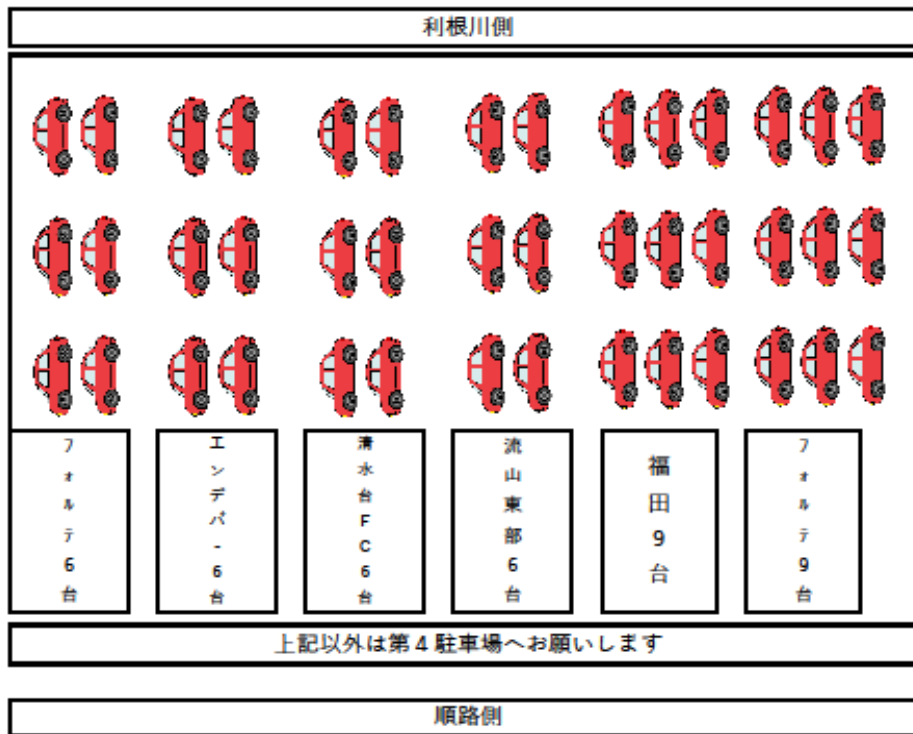 利根川側
フォルテ6台
エンデバ-6台
清水台FC6台
流山東部6台
福田9台
フォルテ9台
上記以外は第4駐車場へお願いします
順路側